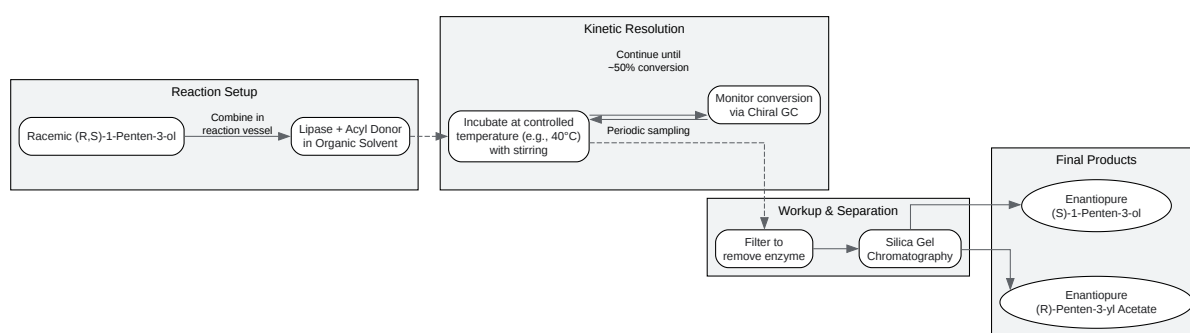 Reaction Setup
Racemic (R,S)-1-Penten-3-ol
Combine in
reaction vessel
Lipase + Acyl Donor
in Organic Solvent
Kinetic Resolution
Continue until
~50% conversion
Incubate at controlled
temperature (e.g., 40°C)
with stirring
Monitor conversion
via Chiral GC
Periodic sampling
Workup & Separation
Filter to
remove enzyme
Silica Gel
Chromatography
Final Products
Enantiopure
(S)-1-Penten-3-ol
Enantiopure
(R)-Penten-3-yl Acetate